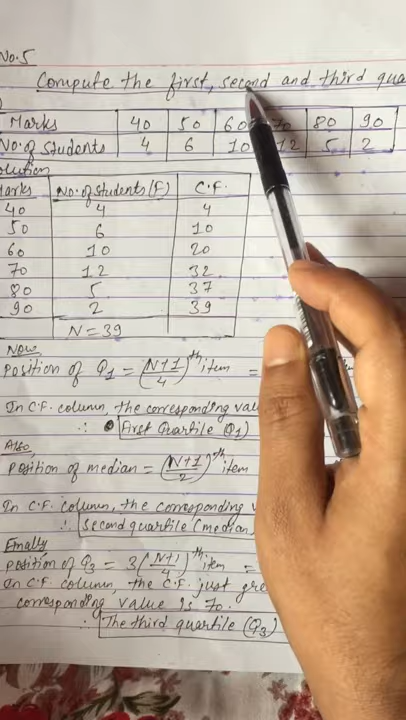 No.5
Compute the first, second and third qua
Marks 40 50 60 70 80 90
No. of Students 4 6 10 12 5 2
olution
arks No. of students (F) C.F.
40 4 4
50 6 10
60 10 20
70 12 32
80 5 37
90 2 39
N = 39
Now,
Position of Q1 = (N+1/4)th item =
In C.F. column, the corresponding val
∴ First Quartile (Q1)
Also,
position of median = (N+1/2)th item
In C.F. column, the corresponding v
∴ second quartile (median
Finally
position of Q3 = 3(N+1/4)th item =
In C.F. column, the C.F. just gre
corresponding value is 70.
∴ The third quartile (Q3)